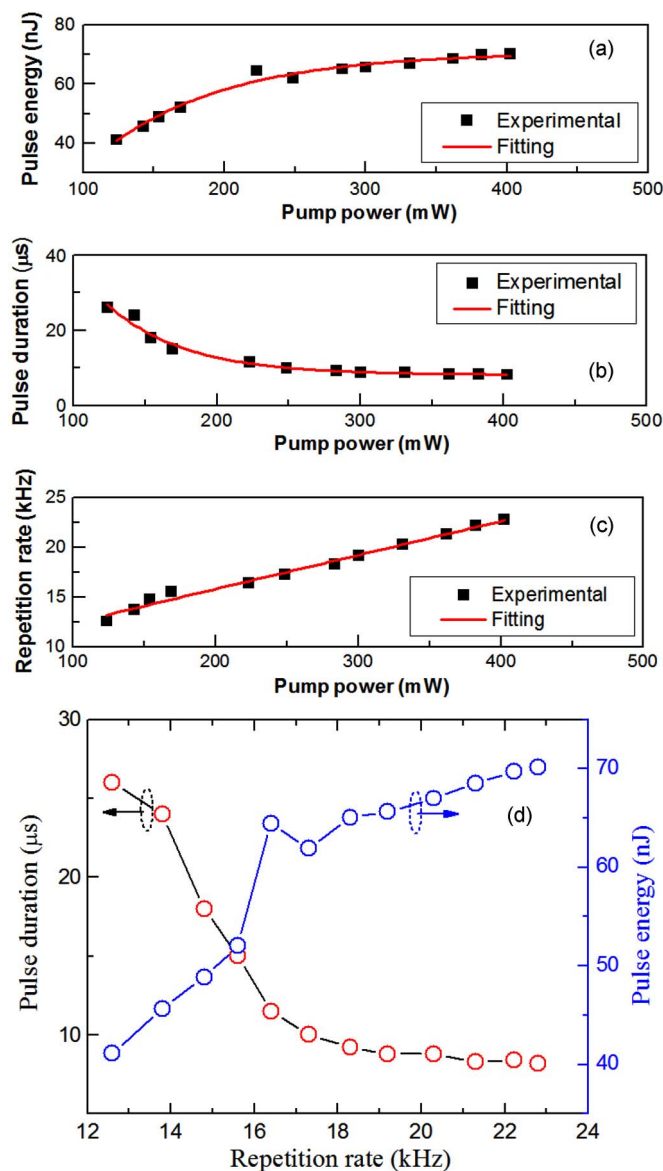 80
60
40
Pulse energy (nJ)
(a)
Experimental
Fitting
100 200 300 400 500
Pump power (mW)
40
20
0
Pulse duration (μs)
Experimental
Fitting
(b)
100 200 300 400 500
Pump power (mW)
25
20
15
10
Repetition rate (kHz)
(c)
Experimental
Fitting
100 200 300 400 500
Pump power (mW)
30
20
10
Pulse duration (μs)
(d)
70
60
50
40
Pulse energy (nJ)
12 14 16 18 20 22 24
Repetition rate (kHz)